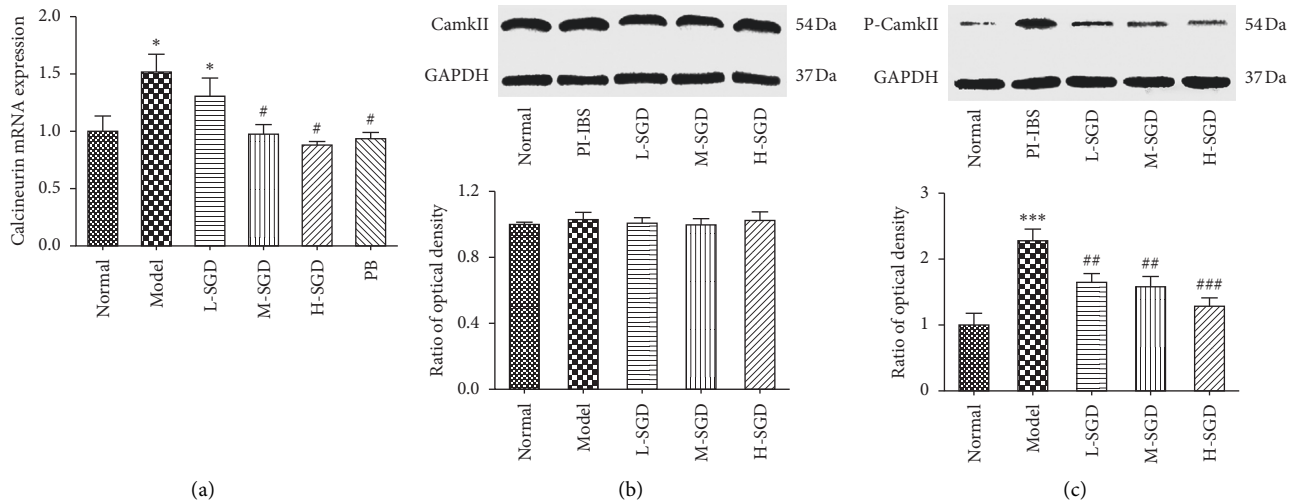 Calcineurin mRNA expression
2.0
1.5
1.0
0.5
0.0
*
*
#
#
#
Normal
Model
L-SGD
M-SGD
H-SGD
PB
(a)
CamkII
54 Da
GAPDH
37 Da
Normal
PI-IBS
L-SGD
M-SGD
H-SGD
Ratio of optical density
1.2
0.8
0.4
0.0
Normal
Model
L-SGD
M-SGD
H-SGD
(b)
P-CamkII
54 Da
GAPDH
37 Da
Normal
PI-IBS
L-SGD
M-SGD
H-SGD
Ratio of optical density
3
2
1
0
***
##
##
###
Normal
Model
L-SGD
M-SGD
H-SGD
(c)